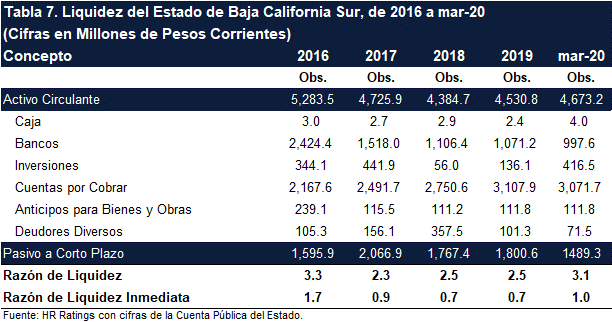 Tabla 7. Liquidez del Estado de Baja California Sur, de 2016 a mar-20
(Cifras en Millones de Pesos Corrientes)
Concepto 2016 2017 2018 2019 mar-20
Obs. Obs. Obs. Obs. Obs.
Activo Circulante 5,283.5 4,725.9 4,384.7 4,530.8 4,673.2
Caja 3.0 2.7 2.9 2.4 4.0
Bancos 2,424.4 1,518.0 1,106.4 1,071.2 997.6
Inversiones 344.1 441.9 56.0 136.1 416.5
Cuentas por Cobrar 2,167.6 2,491.7 2,750.6 3,107.9 3,071.7
Anticipos para Bienes y Obras 239.1 115.5 111.2 111.8 111.8
Deudores Diversos 105.3 156.1 357.5 101.3 71.5
Pasivo a Corto Plazo 1,595.9 2,066.9 1,767.4 1,800.6 1489.3
Razón de Liquidez 3.3 2.3 2.5 2.5 3.1
Razón de Liquidez Inmediata 1.7 0.9 0.7 0.7 1.0
Fuente: HR Ratings con cifras de la Cuenta Pública del Estado.